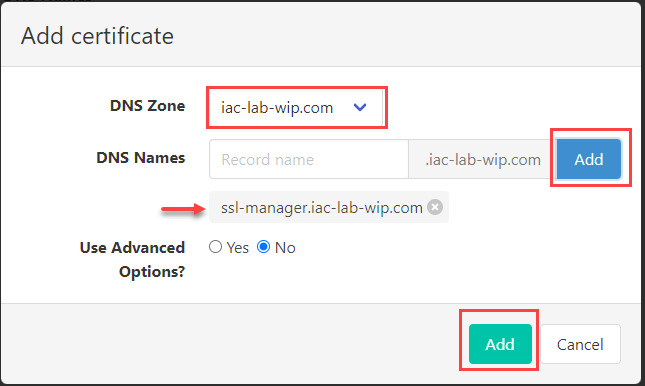 Add certificate
DNS Zone
iac-lab-wip.com
DNS Names
Record name
.iac-lab-wip.com
Add
ssl-manager.iac-lab-wip.com
Use Advanced
Options?
Yes
No
Add
Cancel